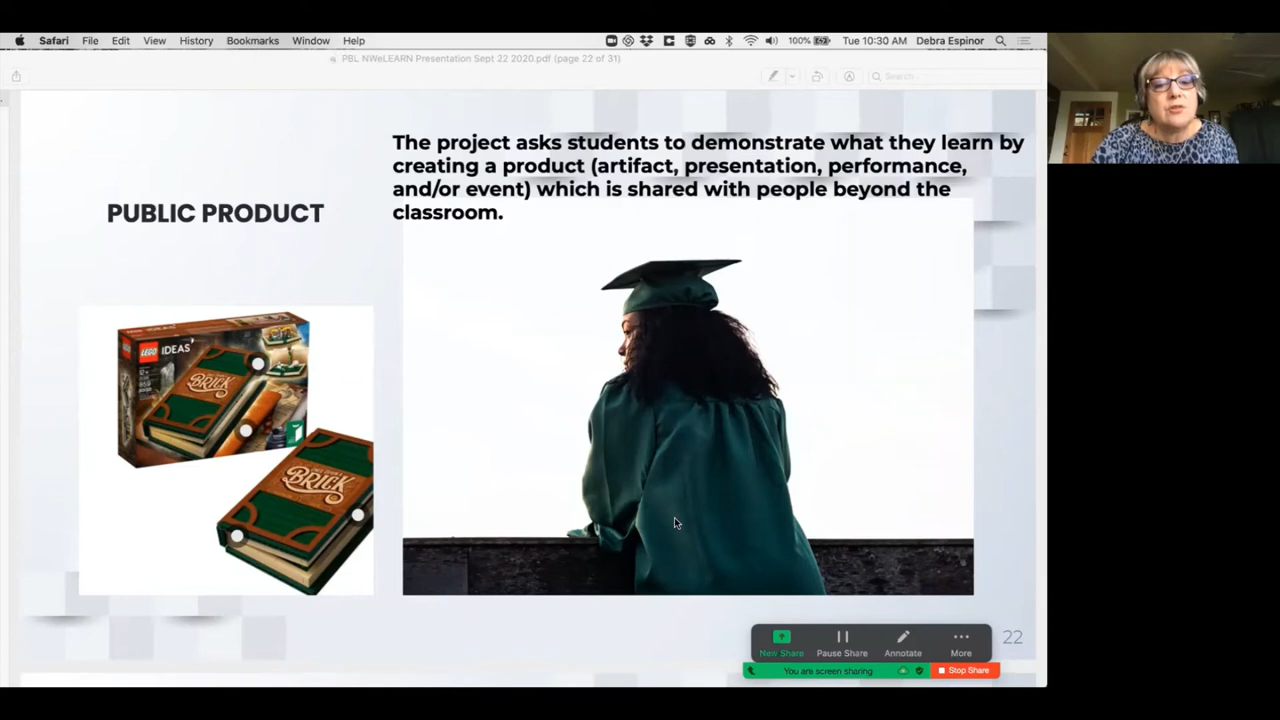 Safari File Edit View History Bookmarks Window Help 100% Tue 10:30 AM Debra Espinor
PBL NWeLEARN Presentation Sept 22 2020.pdf (page 22 of 31)
Search...
The project asks students to demonstrate what they learn by
creating a product (artifact, presentation, performance,
and/or event) which is shared with people beyond the
classroom.
PUBLIC PRODUCT
LEGO IDEAS
BRICK
BRICK
22
New Share Pause Share Annotate More
You are screen sharing Stop Share